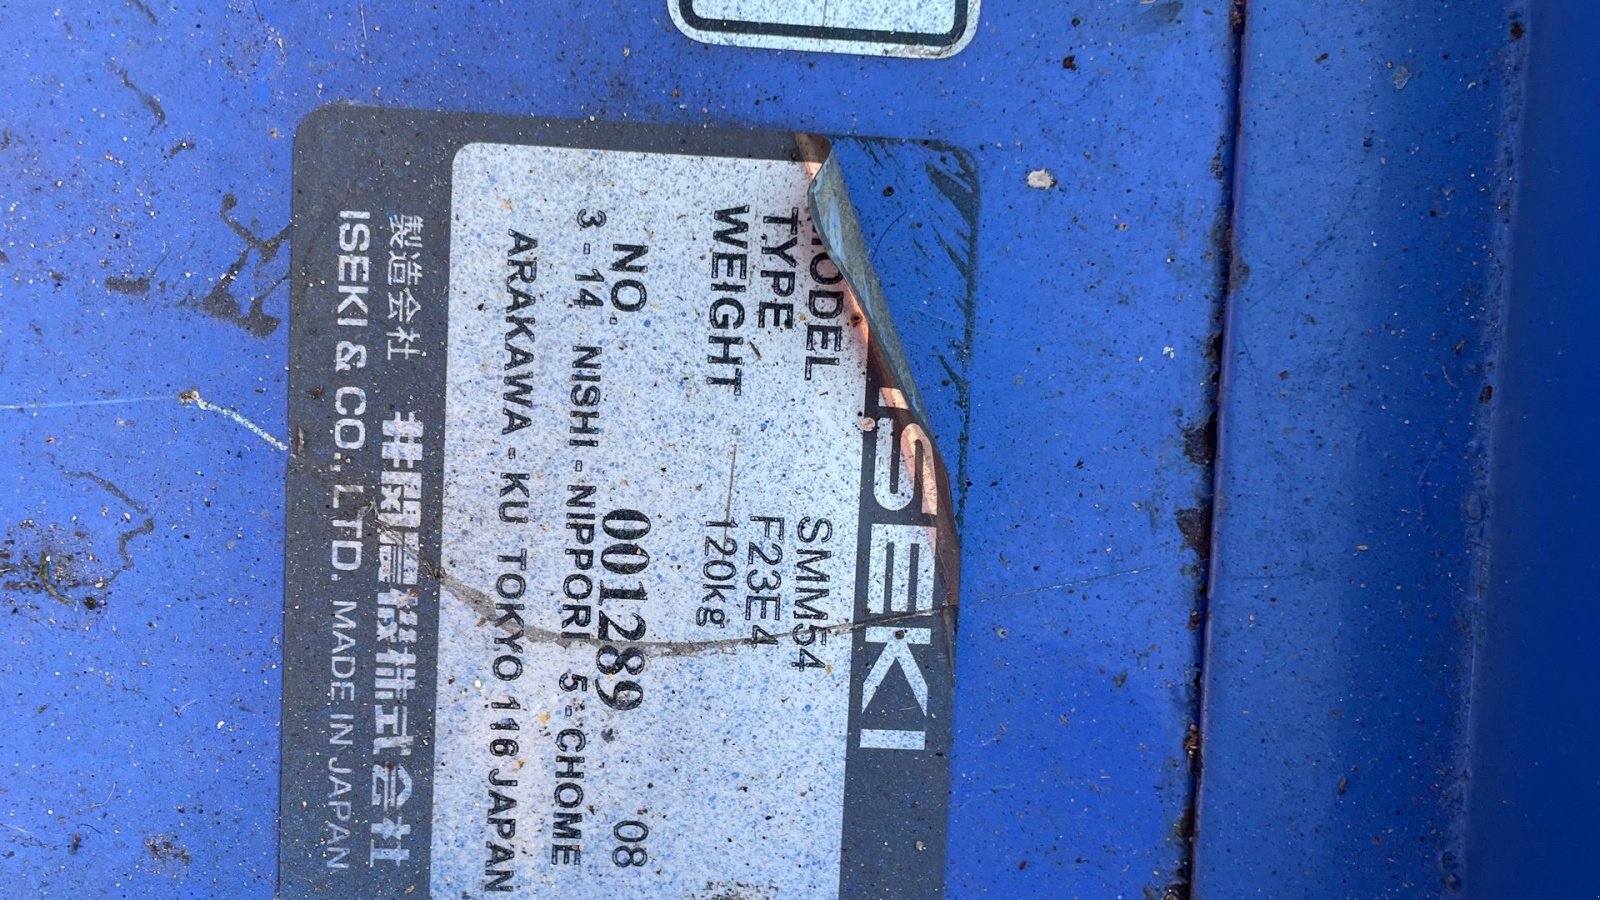 ISEKI
MODEL SMM54
TYPE F23E4
WEIGHT 120kg
NO. 001289 '08
3-14 NISHI-NIPPORI 5-CHOME
ARAKAWA-KU TOKYO 116 JAPAN
製造会社 井関農機株式会社
ISEKI & CO., LTD. MADE IN JAPAN